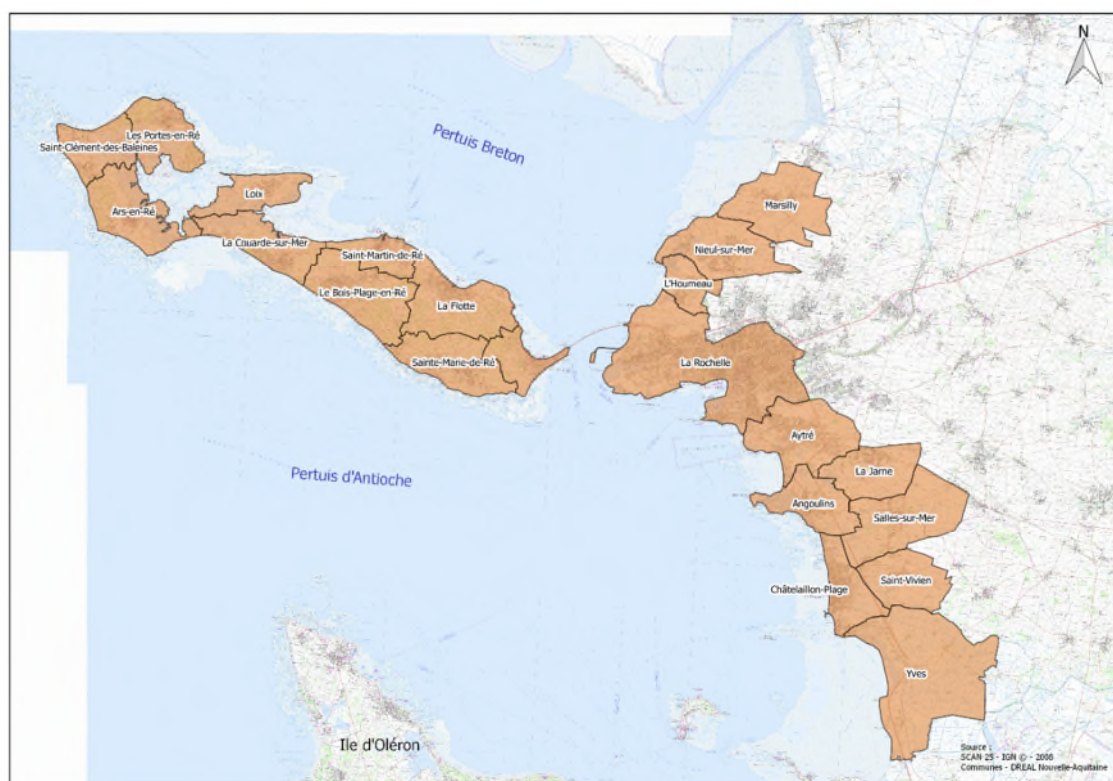 N
Pertuis Breton
Les Portes-en-Ré
Saint-Clément-des-Baleines
Loix
Ars-en-Ré
Marsilly
La Couarde-sur-Mer
Nieul-sur-Mer
Saint-Martin-de-Ré
L'Houmeau
Le Bois-Plage-en-Ré
La Flotte
Sainte-Marie-de-Ré
La Rochelle
Aytré
Pertuis d'Antioche
La Jarne
Angoulins
Salles-sur-Mer
Saint-Vivien
Châtelaillon-Plage
Yves
Ile d'Oléron
Source :
SCAN 25 - IGN © - 2008
Communes - DREAL Nouvelle-Aquitaine